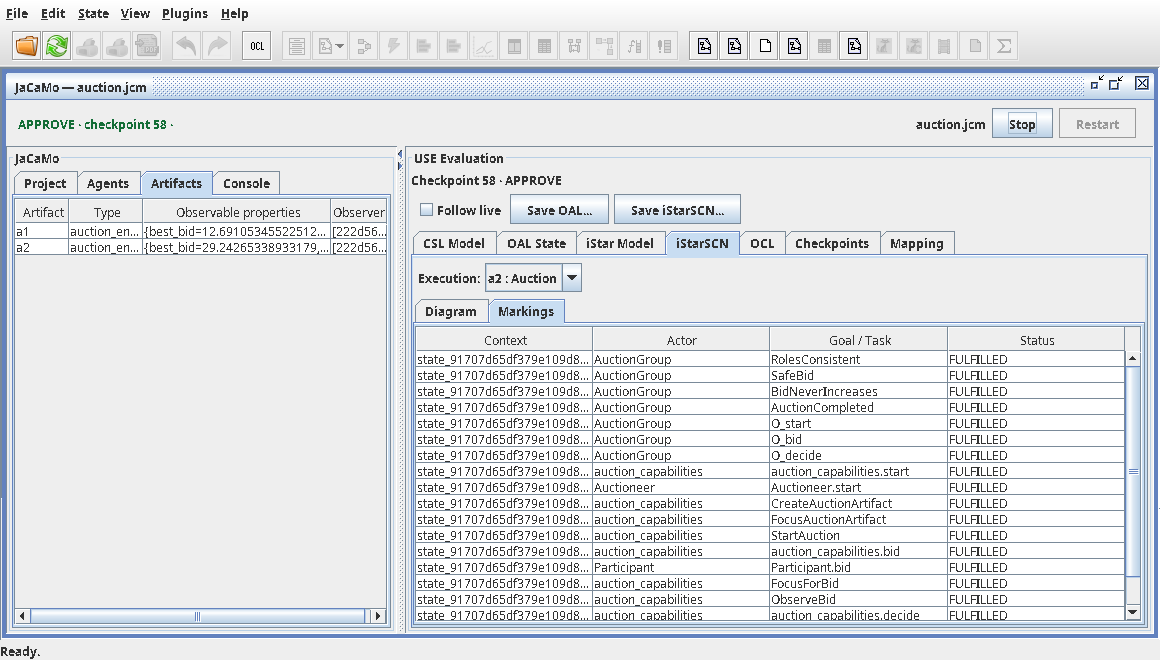 File Edit State View Plugins Help
OCL
JaCaMo — auction.jcm
APPROVE · checkpoint 58 ·
auction.jcm Stop Restart
JaCaMo
Project Agents Artifacts Console
Artifact Type Observable properties Observer
a1 auction_en... {best_bid=12.69105345522512... [222d56...
a2 auction_en... {best_bid=29.24265338933179,... [222d56...
USE Evaluation
Checkpoint 58 · APPROVE
Follow live Save OAL... Save iStarSCN...
CSL Model OAL State iStar Model iStarSCN OCL Checkpoints Mapping
Execution: a2 : Auction
Diagram Markings
Context Actor Goal / Task Status
state_91707d65df379e109d8... AuctionGroup RolesConsistent FULFILLED
state_91707d65df379e109d8... AuctionGroup SafeBid FULFILLED
state_91707d65df379e109d8... AuctionGroup BidNeverIncreases FULFILLED
state_91707d65df379e109d8... AuctionGroup AuctionCompleted FULFILLED
state_91707d65df379e109d8... AuctionGroup O_start FULFILLED
state_91707d65df379e109d8... AuctionGroup O_bid FULFILLED
state_91707d65df379e109d8... AuctionGroup O_decide FULFILLED
state_91707d65df379e109d8... auction_capabilities auction_capabilities.start FULFILLED
state_91707d65df379e109d8... Auctioneer Auctioneer.start FULFILLED
state_91707d65df379e109d8... auction_capabilities CreateAuctionArtifact FULFILLED
state_91707d65df379e109d8... auction_capabilities FocusAuctionArtifact FULFILLED
state_91707d65df379e109d8... auction_capabilities StartAuction FULFILLED
state_91707d65df379e109d8... auction_capabilities auction_capabilities.bid FULFILLED
state_91707d65df379e109d8... Participant Participant.bid FULFILLED
state_91707d65df379e109d8... auction_capabilities FocusForBid FULFILLED
state_91707d65df379e109d8... auction_capabilities ObserveBid FULFILLED
state_91707d65df379e109d8... auction_capabilities auction_capabilities.decide FULFILLED
Ready.